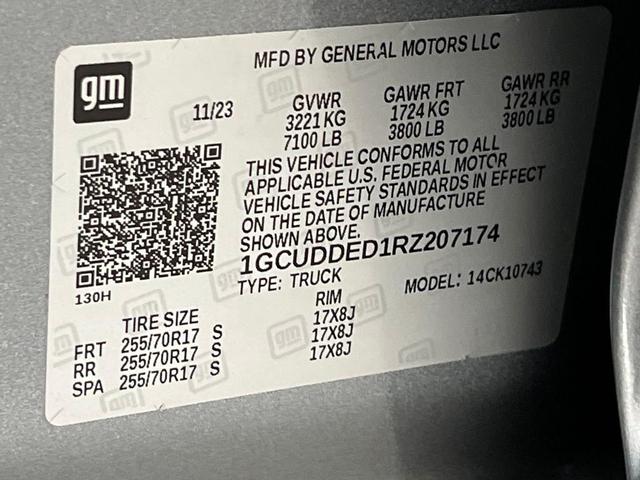 MFD BY GENERAL MOTORS LLC
gm
11/23 GVWR GAWR FRT GAWR RR
3221 KG 1724 KG 1724 KG
7100 LB 3800 LB 3800 LB
THIS VEHICLE CONFORMS TO ALL
APPLICABLE U.S. FEDERAL MOTOR
VEHICLE SAFETY STANDARDS IN EFFECT
ON THE DATE OF MANUFACTURE
SHOWN ABOVE.
1GCUDDED1RZ207174
130H
TYPE: TRUCK MODEL: 14CK10743
TIRE SIZE RIM
FRT 255/70R17 S 17X8J
RR 255/70R17 S 17X8J
SPA 255/70R17 S 17X8J